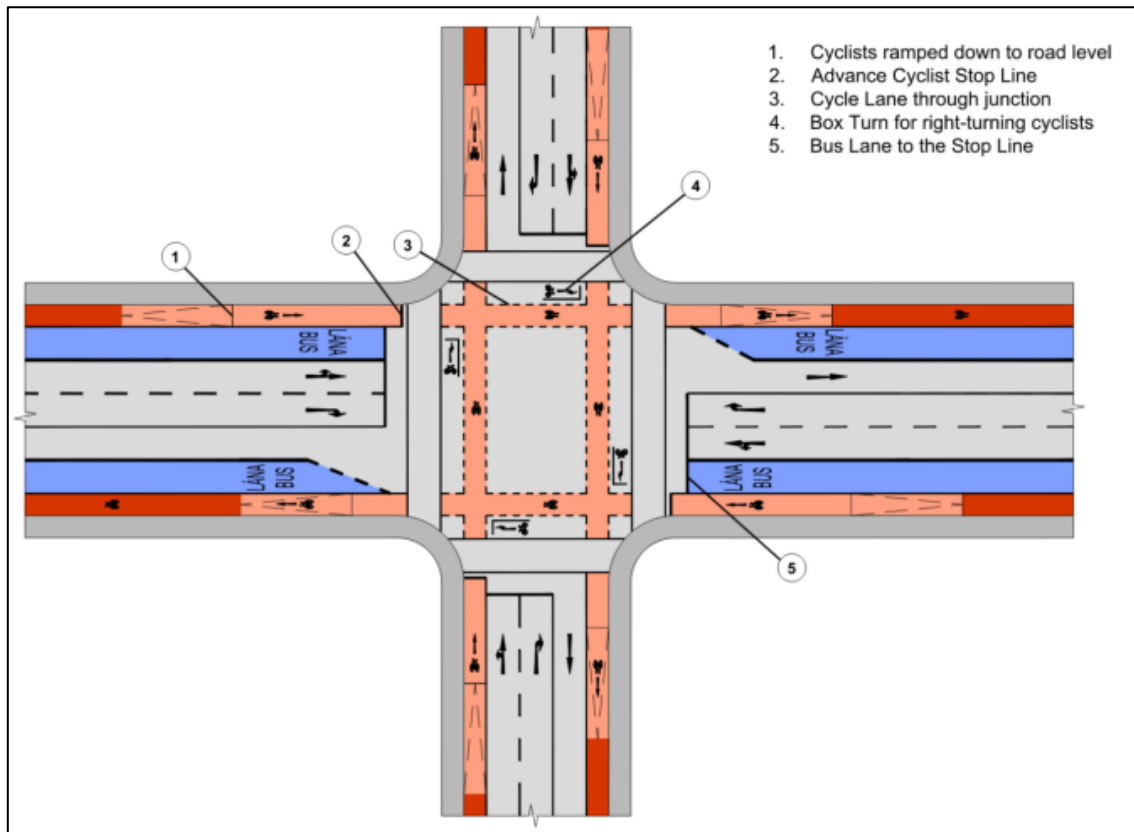 1. Cyclists ramped down to road level
2. Advance Cyclist Stop Line
3. Cycle Lane through junction
4. Box Turn for right-turning cyclists
5. Bus Lane to the Stop Line
4
3
2
1
LÁNA
BUS
LÁNA
BUS
LÁNA
BUS
LÁNA
BUS
5